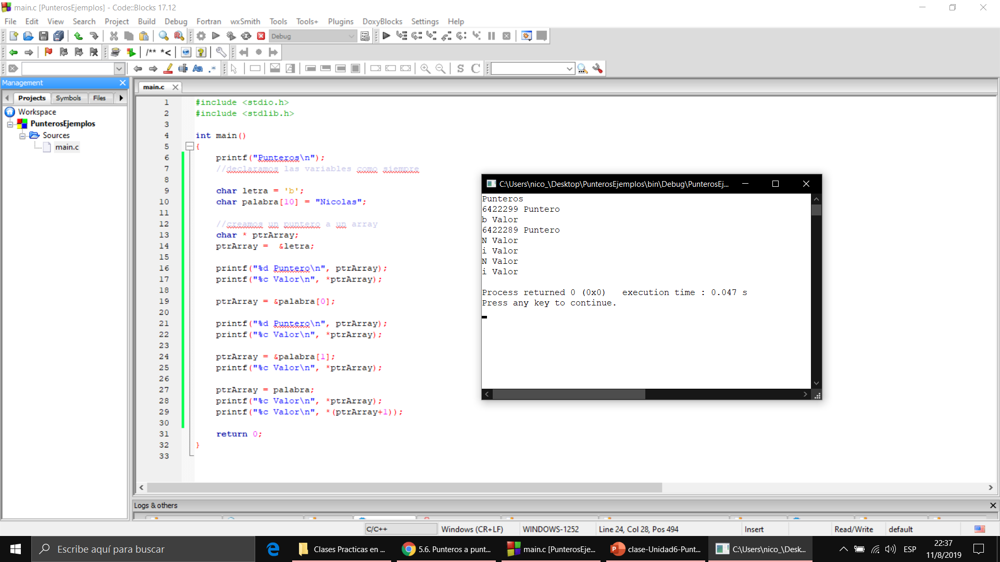 main.c [PunterosEjemplos] - Code::Blocks 17.12
File Edit View Search Project Build Debug Fortran wxSmith Tools Tools+ Plugins DoxyBlocks Settings Help
Debug
/** *<
Management
Projects Symbols Files
Workspace
PunterosEjemplos
Sources
main.c
main.c
1 #include <stdio.h>
2 #include <stdlib.h>
3
4 int main()
5 {
6 printf("Punteros\n");
7 //declaramos las variables como siempre
8
9 char letra = 'b';
10 char palabra[10] = "Nicolas";
11
12 //creamos un puntero a un array
13 char * ptrArray;
14 ptrArray =  &letra;
15
16 printf("%d Puntero\n", ptrArray);
17 printf("%c Valor\n", *ptrArray);
18
19 ptrArray = &palabra[0];
20
21 printf("%d Puntero\n", ptrArray);
22 printf("%c Valor\n", *ptrArray);
23
24 ptrArray = &palabra[1];
25 printf("%c Valor\n", *ptrArray);
26
27 ptrArray = palabra;
28 printf("%c Valor\n", *ptrArray);
29 printf("%c Valor\n", *(ptrArray+1));
30
31 return 0;
32 }
33
C:\Users\nico_\Desktop\PunterosEjemplos\bin\Debug\PunterosEj...
Punteros
6422299 Puntero
b Valor
6422289 Puntero
N Valor
i Valor
N Valor
i Valor
Process returned 0 (0x0)   execution time : 0.047 s
Press any key to continue.
Logs & others
C/C++ Windows (CR+LF) WINDOWS-1252 Line 24, Col 28, Pos 494 Insert Read/Write default
Escribe aquí para buscar
Clases Practicas en ...
5.6. Punteros a punt...
main.c [PunterosEje...
clase-Unidad6-Punt...
C:\Users\nico_\Desk...
ESP
22:37
11/8/2019